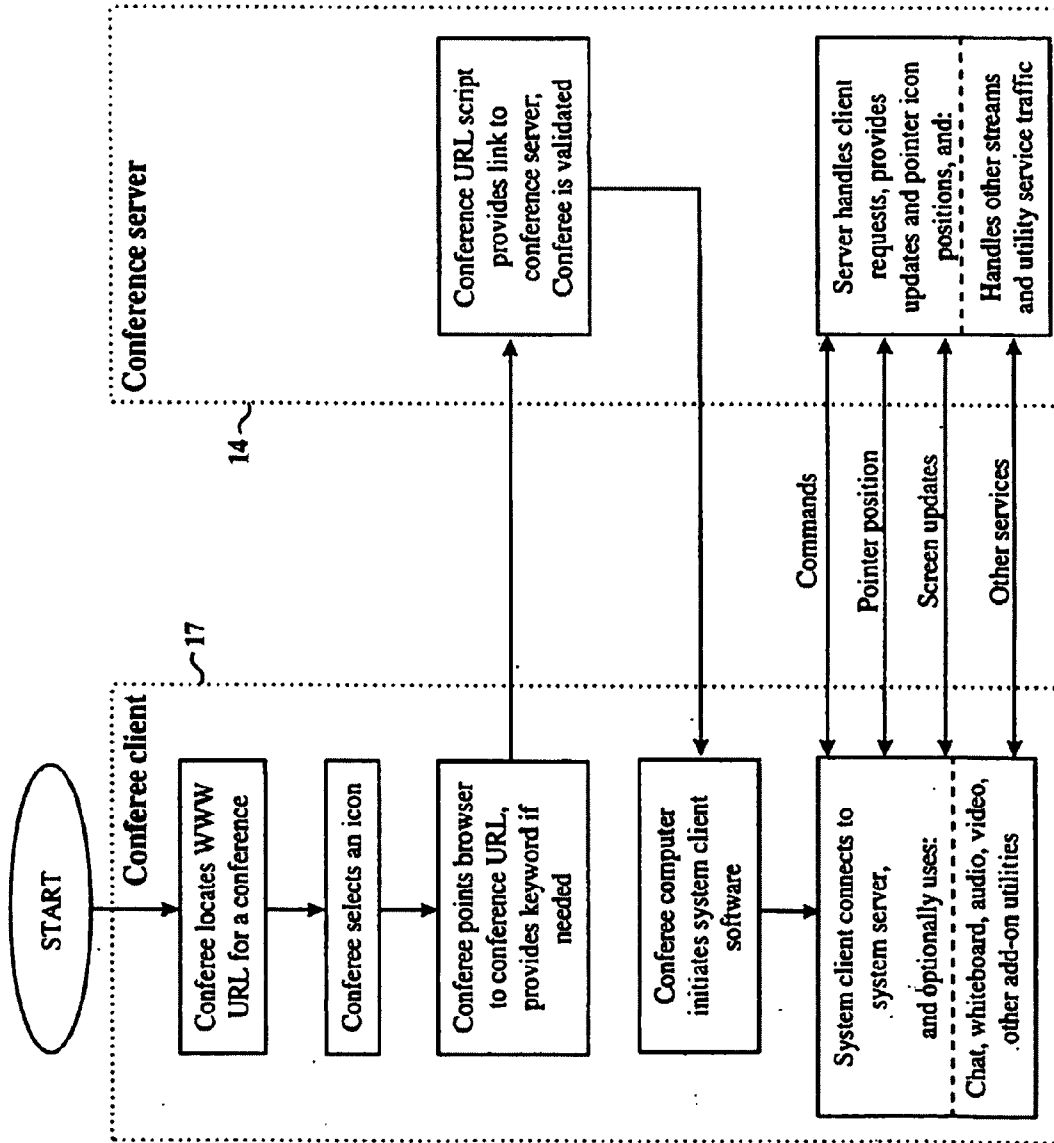 START
Conferee client
17
Conferee locates WWW
URL for a conference
Conferee selects an icon
Conferee points browser
to conference URL,
provides keyword if
needed
Conferee computer
initiates system client
software
System client connects to
system server,
and optionally uses:
Chat, whiteboard, audio, video,
other add-on utilities
Commands
Pointer position
Screen updates
Other services
14
Conference server
Conference URL script
provides link to
conference server;
Conferee is validated
Server handles client
requests, provides
updates and pointer icon
positions, and:
Handles other streams
and utility service traffic